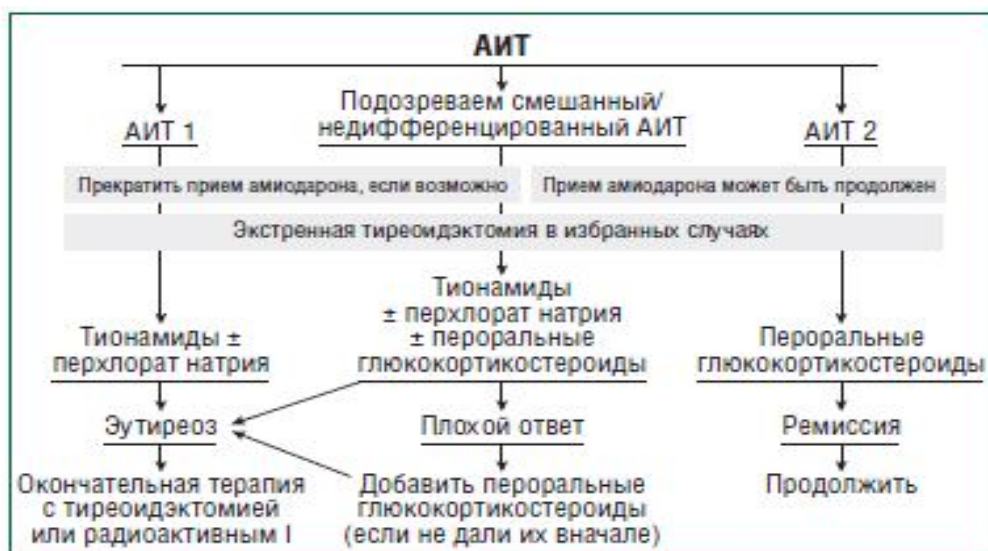 АИТ
АИТ 1
Подозреваем смешанный/
недифференцированный АИТ
АИТ 2
Прекратить прием амиодарона, если возможно
Прием амиодарона может быть продолжен
Экстренная тиреоидэктомия в избранных случаях
Тионамиды ±
перхлорат натрия
Тионамиды
± перхлорат натрия
± пероральные
глюкокортикостероиды
Пероральные
глюкокортикостероиды
Эутиреоз
Плохой ответ
Ремиссия
Окончательная терапия
с тиреоидэктомией
или радиоактивным I
Добавить пероральные
глюкокортикостероиды
(если не дали их вначале)
Продолжить